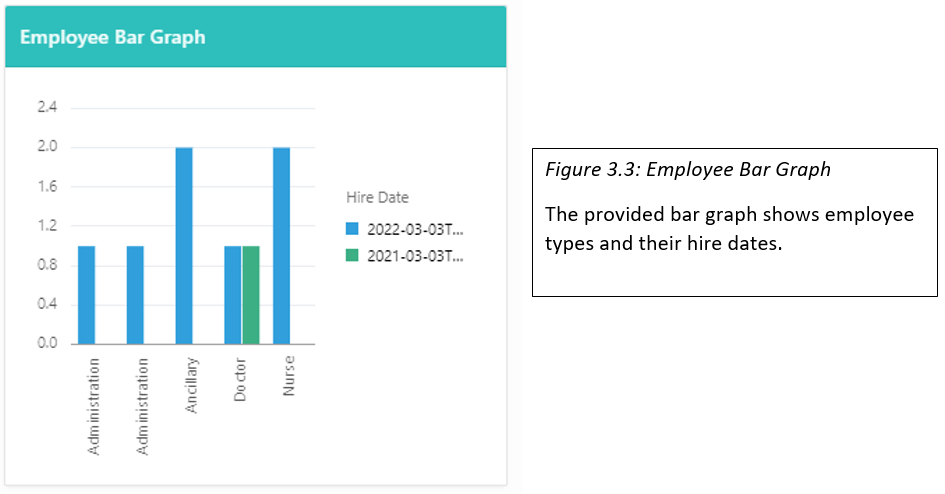 Employee Bar Graph
2.4
2.0
1.6
1.2
0.8
0.4
0.0
Administration
Administration
Ancillary
Doctor
Nurse
Hire Date
2022-03-03T...
2021-03-03T...
Figure 3.3: Employee Bar Graph
The provided bar graph shows employee
types and their hire dates.